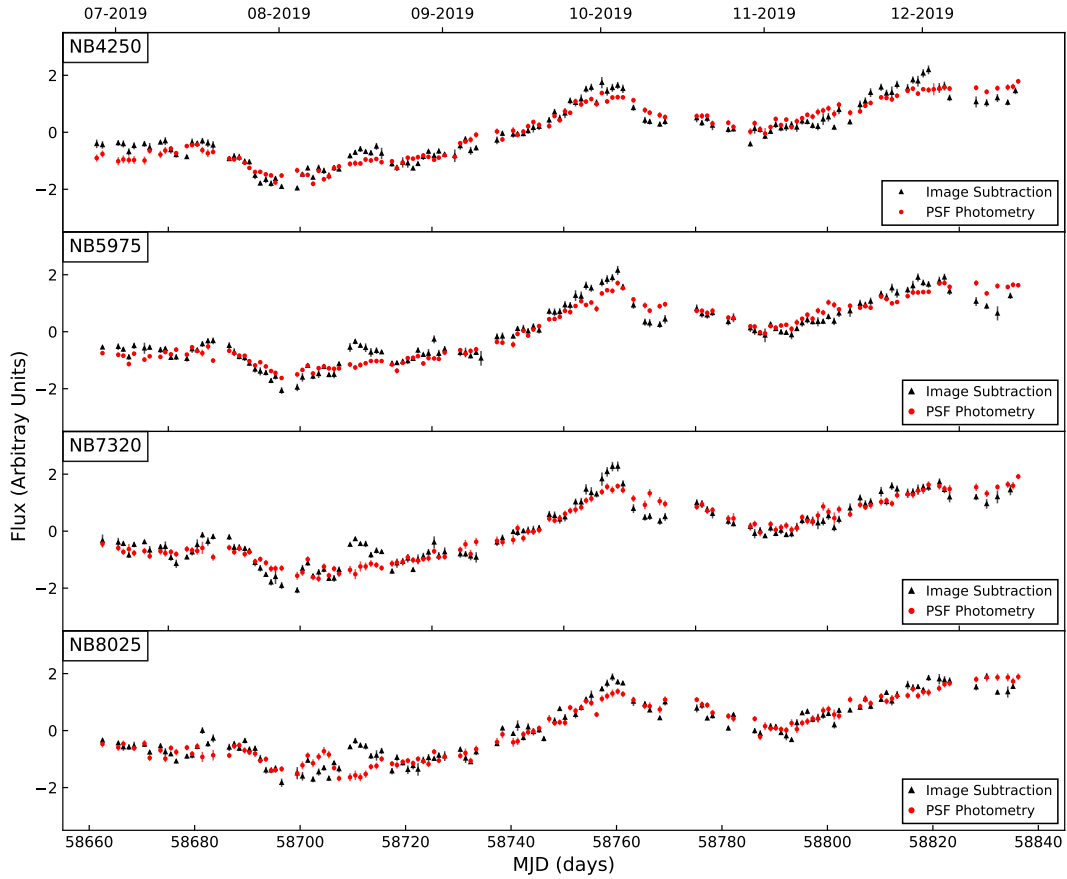 07-2019 08-2019 09-2019 10-2019 11-2019 12-2019
NB4250
2
0
−2
Image Subtraction
PSF Photometry
NB5975
2
0
−2
Image Subtraction
PSF Photometry
Flux (Arbitray Units)
NB7320
2
0
−2
Image Subtraction
PSF Photometry
NB8025
2
0
−2
Image Subtraction
PSF Photometry
58660 58680 58700 58720 58740 58760 58780 58800 58820 58840
MJD (days)